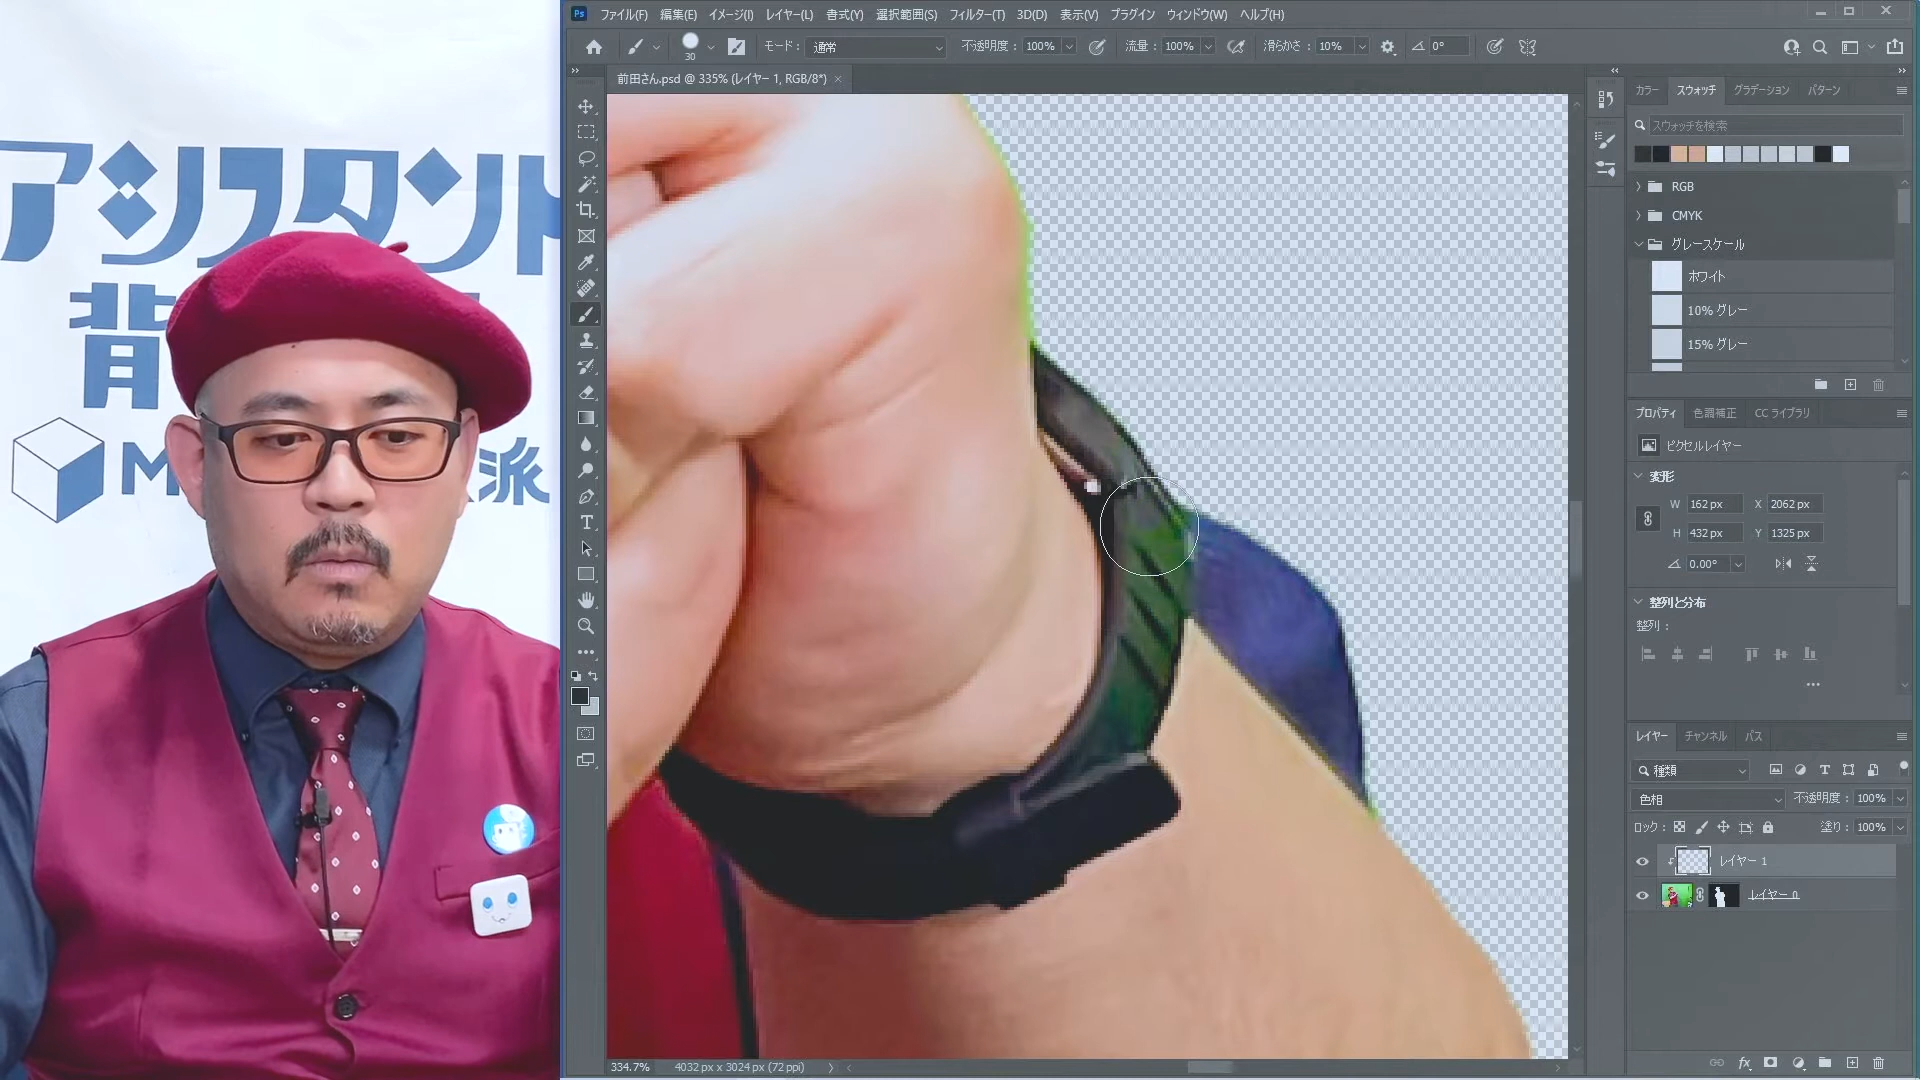 アシスタント
背
M 派
ファイル(F) 編集(E) イメージ(I) レイヤー(L) 書式(Y) 選択範囲(S) フィルター(T) 3D(D) 表示(V) プラグイン ウィンドウ(W) ヘルプ(H)
30 モード： 通常 不透明度： 100% 流量： 100% 滑らかさ： 10% 0°
前田さん.psd @ 335% (レイヤー 1, RGB/8*) ×
カラー スウォッチ グラデーション パターン
スウォッチを検索
RGB
CMYK
グレースケール
ホワイト
10% グレー
15% グレー
プロパティ 色調補正 CC ライブラリ
ピクセルレイヤー
変形
W 162 px X 2062 px
H 432 px Y 1325 px
0.00°
整列と分布
整列：
レイヤー チャンネル パス
種類
色相 不透明度： 100%
ロック： 塗り： 100%
レイヤー 1
レイヤー 0
334.7% 4032 px x 3024 px (72 ppi)